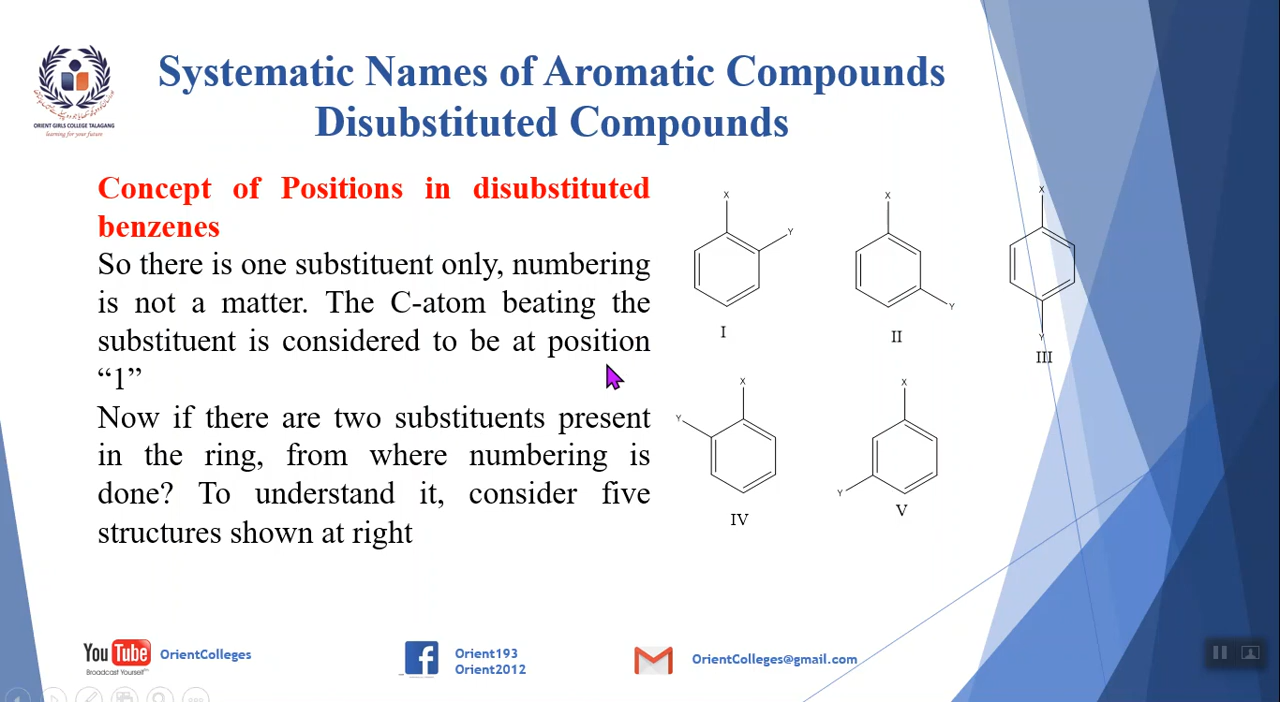 Systematic Names of Aromatic Compounds
Disubstituted Compounds
ORIENT GIRLS COLLEGE TALAGANG
learning for your future
Concept of Positions in disubstituted
benzenes
So there is one substituent only, numbering
is not a matter. The C-atom beating the
substituent is considered to be at position
“1”
Now if there are two substituents present
in the ring, from where numbering is
done? To understand it, consider five
structures shown at right
X
Y
I
X
Y
II
X
Y
III
X
Y
IV
X
Y
V
YouTube
Broadcast Yourself™
OrientColleges
f
Orient193
Orient2012
OrientColleges@gmail.com